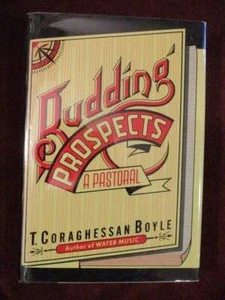 Budding
PROSPECTS
A PASTORAL
T. CORAGHESSAN BOYLE
Author of WATER MUSIC